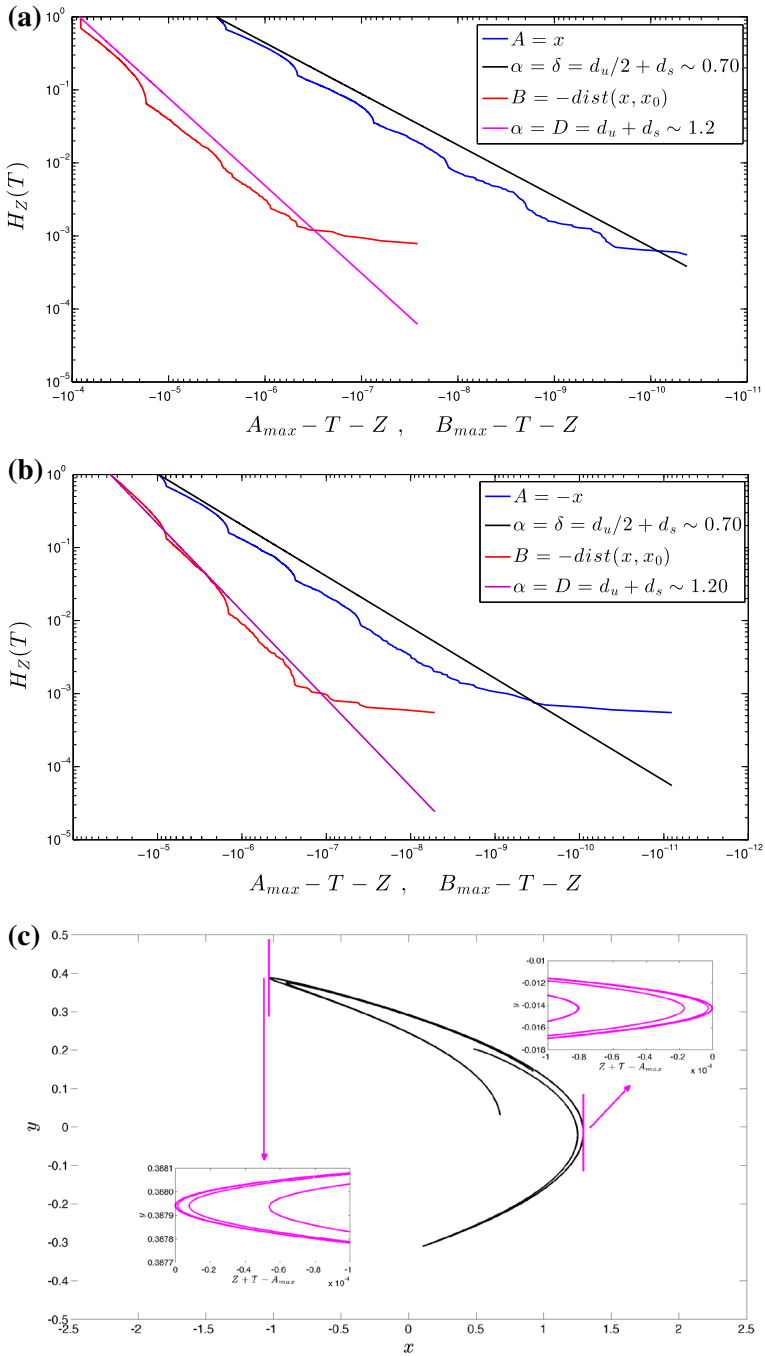 (a)
10^0
10^-1
10^-2
10^-3
10^-4
10^-5
H_Z(T)
A = x
α = δ = d_u/2 + d_s ∼ 0.70
B = −dist(x, x_0)
α = D = d_u + d_s ∼ 1.2
-10^-4 -10^-5 -10^-6 -10^-7 -10^-8 -10^-9 -10^-10 -10^-11
A_max − T − Z , B_max − T − Z
(b)
10^0
10^-1
10^-2
10^-3
10^-4
10^-5
H_Z(T)
A = −x
α = δ = d_u/2 + d_s ∼ 0.70
B = −dist(x, x_0)
α = D = d_u + d_s ∼ 1.20
-10^-5 -10^-6 -10^-7 -10^-8 -10^-9 -10^-10 -10^-11 -10^-12
A_max − T − Z , B_max − T − Z
(c)
0.5
0.4
0.3
0.2
0.1
0
-0.1
-0.2
-0.3
-0.4
-0.5
y
-0.01
-0.012
-0.014
-0.016
-0.018
y
-1 -0.8 -0.6 -0.4 -0.2 0
Z + T − A_max
x 10^-4
0.3881
0.3880
0.3879
0.3878
0.3877
y
0 -0.2 -0.4 -0.6 -0.8 -1
Z + T − A_max
x 10^-4
-2.5 -2 -1.5 -1 -0.5 0 0.5 1 1.5 2 2.5
x